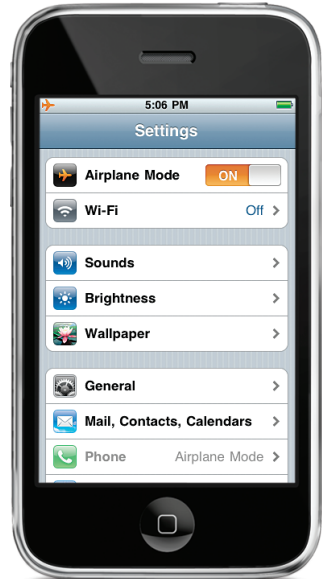 5:06 PM
Settings
Airplane Mode ON
Wi-Fi Off
Sounds
Brightness
Wallpaper
General
Mail, Contacts, Calendars
Phone Airplane Mode